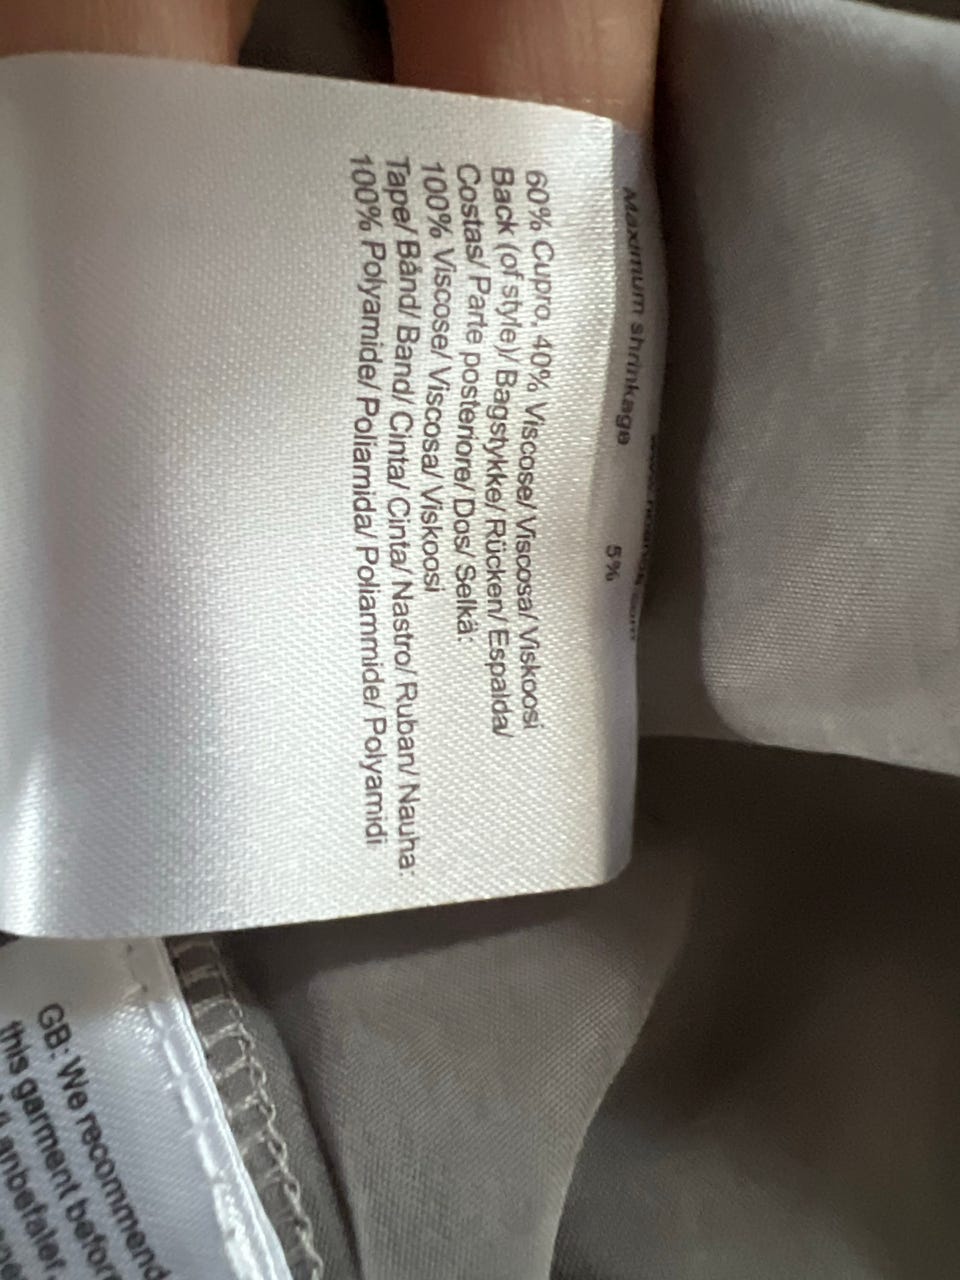 Maximum shrinkage 5%
60% Cupro, 40% Viscose/ Viscosa/ Viskoosi
Back (of style)/ Bagstykke/ Rücken/ Espalda/
Costas/ Parte posteriore/ Dos/ Selkä:
100% Viscose/ Viscosa/ Viskoosi
Tape/ Bånd/ Band/ Cinta/ Cinta/ Nastro/ Ruban/ Nauha:
100% Polyamide/ Poliamida/ Poliammide/ Polyamidi
GB: We recommend
this garment before
anbefaler